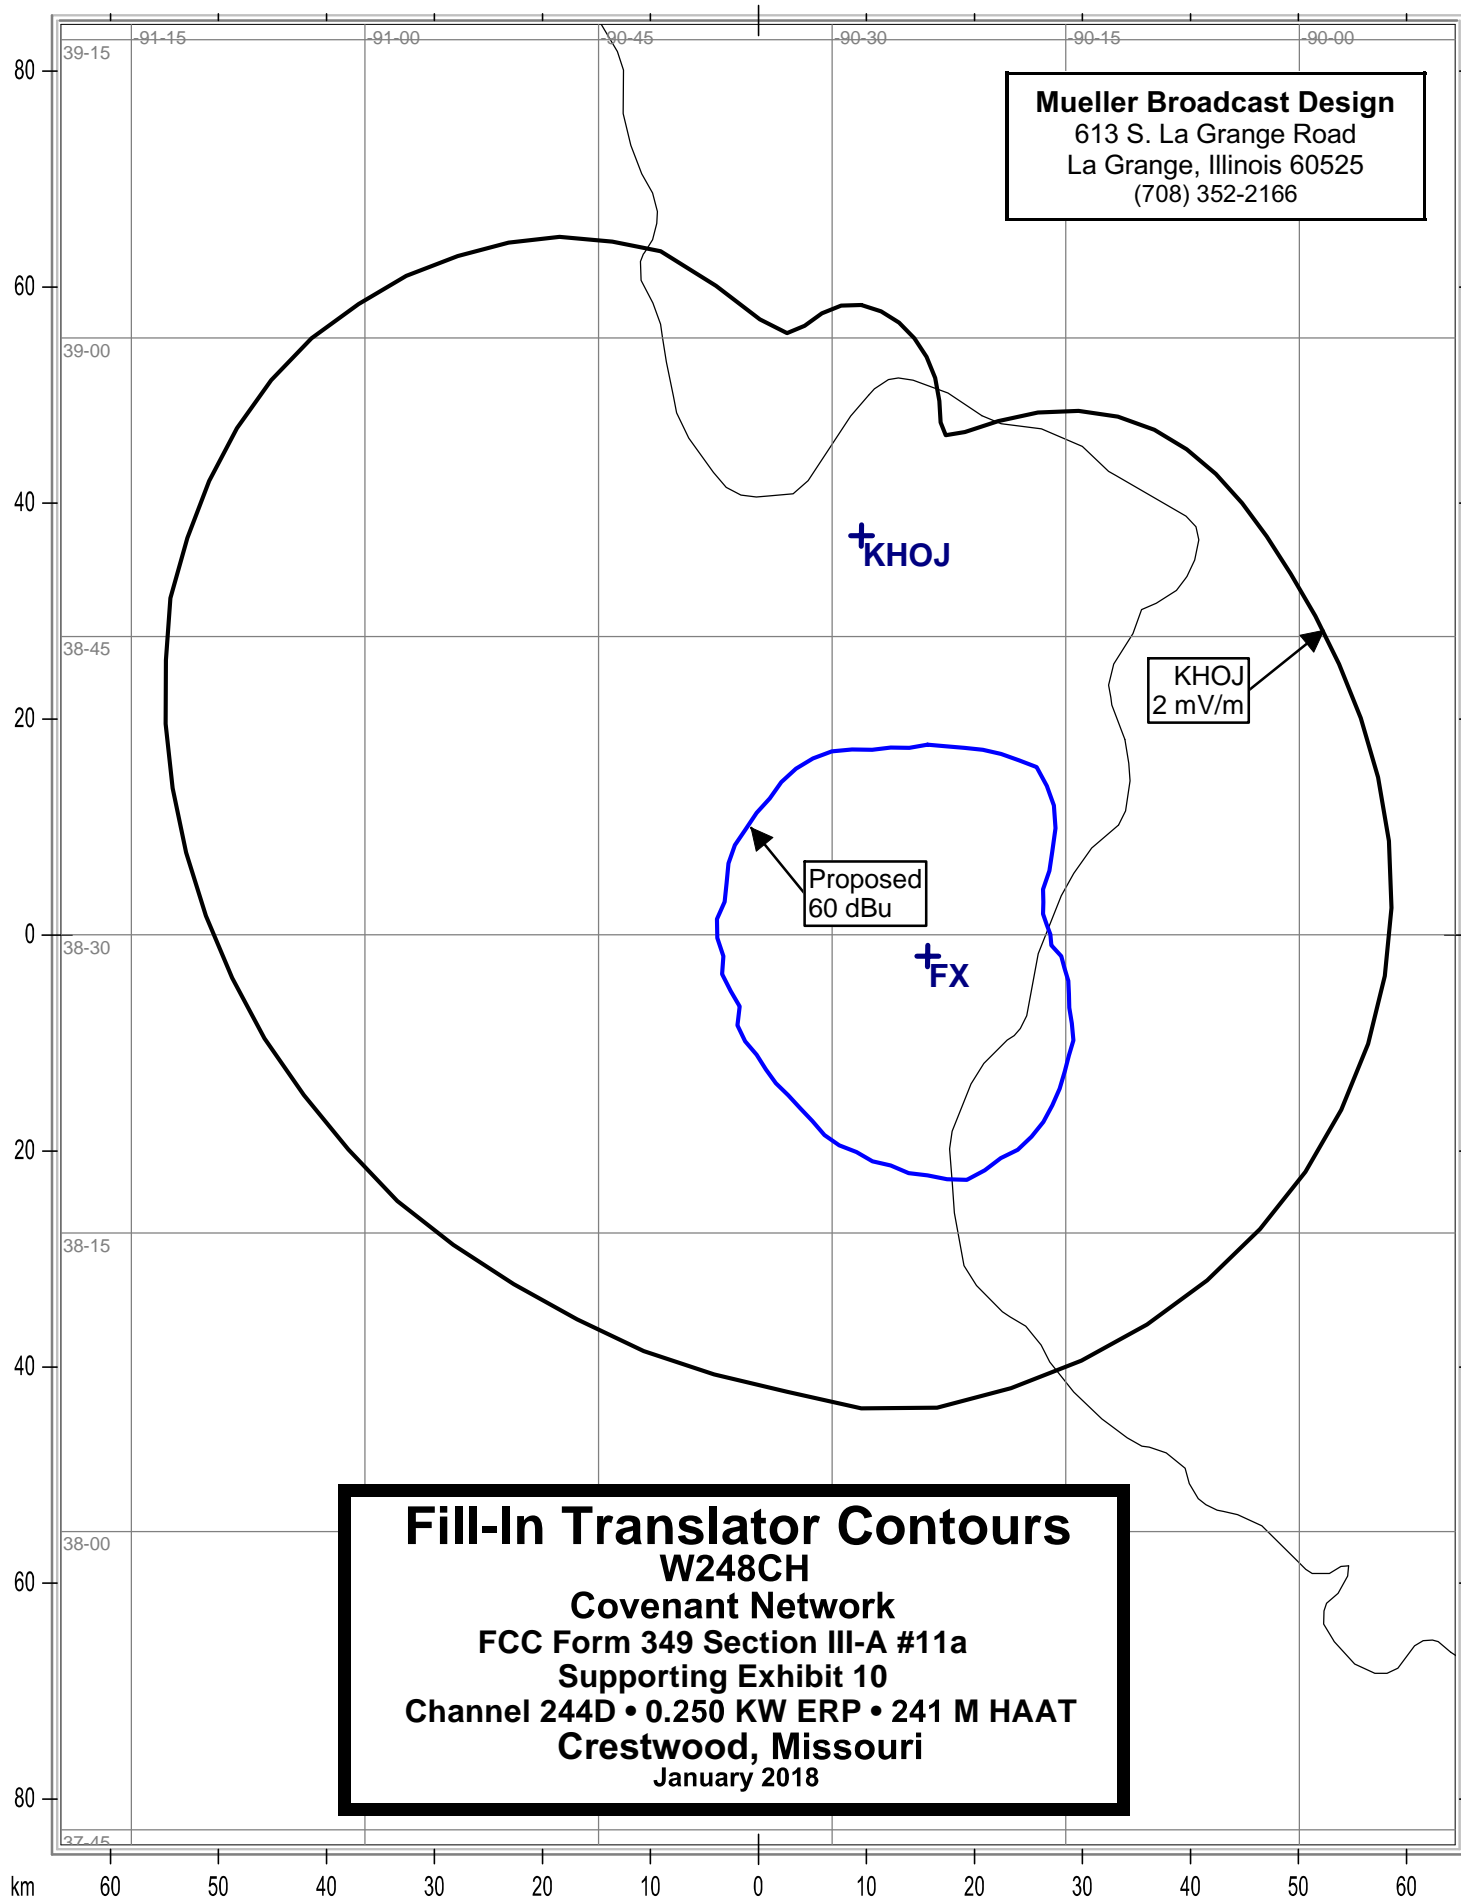 -91-15 -91-00 -90-45 -90-30 -90-15 -90-00
39-15
80
Mueller Broadcast Design
613 S. La Grange Road
La Grange, Illinois 60525
(708) 352-2166
60
39-00
40
KHOJ
38-45
KHOJ
2 mV/m
20
Proposed
60 dBu
0
38-30
FX
20
38-15
40
Fill-In Translator Contours
38-00
W248CH
60
Covenant Network
FCC Form 349 Section III-A #11a
Supporting Exhibit 10
Channel 244D • 0.250 KW ERP • 241 M HAAT
Crestwood, Missouri
January 2018
80
37-45
km 60 50 40 30 20 10 0 10 20 30 40 50 60